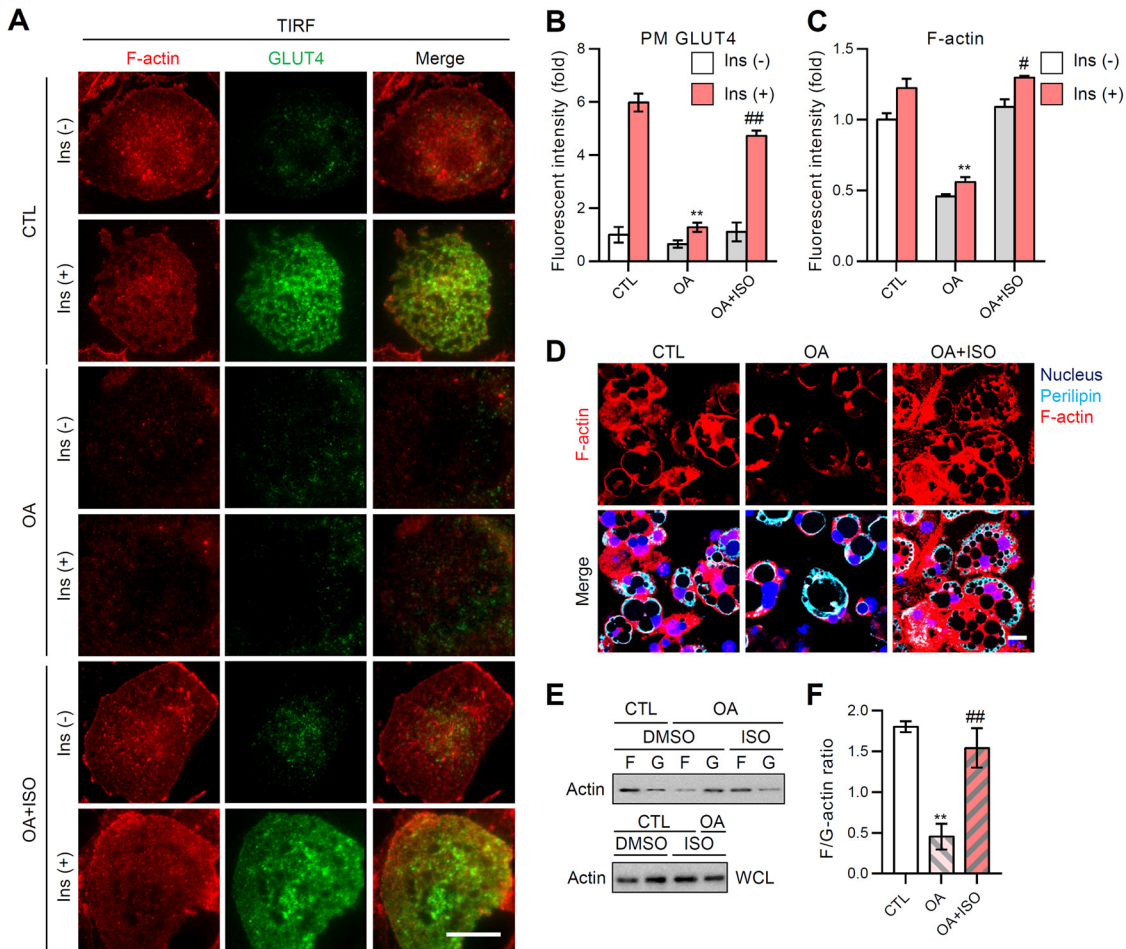 A
TIRF
F-actin GLUT4 Merge
CTL
Ins (-)
Ins (+)
OA
Ins (-)
Ins (+)
OA+ISO
Ins (-)
Ins (+)
B
PM GLUT4
Fluorescent intensity (fold)
8
6
4
2
0
Ins (-)
Ins (+)
**
##
CTL OA OA+ISO
C
F-actin
Fluorescent intensity (fold)
1.5
1.0
0.5
0.0
Ins (-)
Ins (+)
**
#
CTL OA OA+ISO
D
CTL OA OA+ISO
F-actin
Merge
Nucleus
Perilipin
F-actin
E
CTL OA
DMSO ISO
F G F G F G
Actin
CTL OA
DMSO ISO
Actin WCL
F
F/G-actin ratio
2.0
1.5
1.0
0.5
0.0
**
##
CTL OA OA+ISO